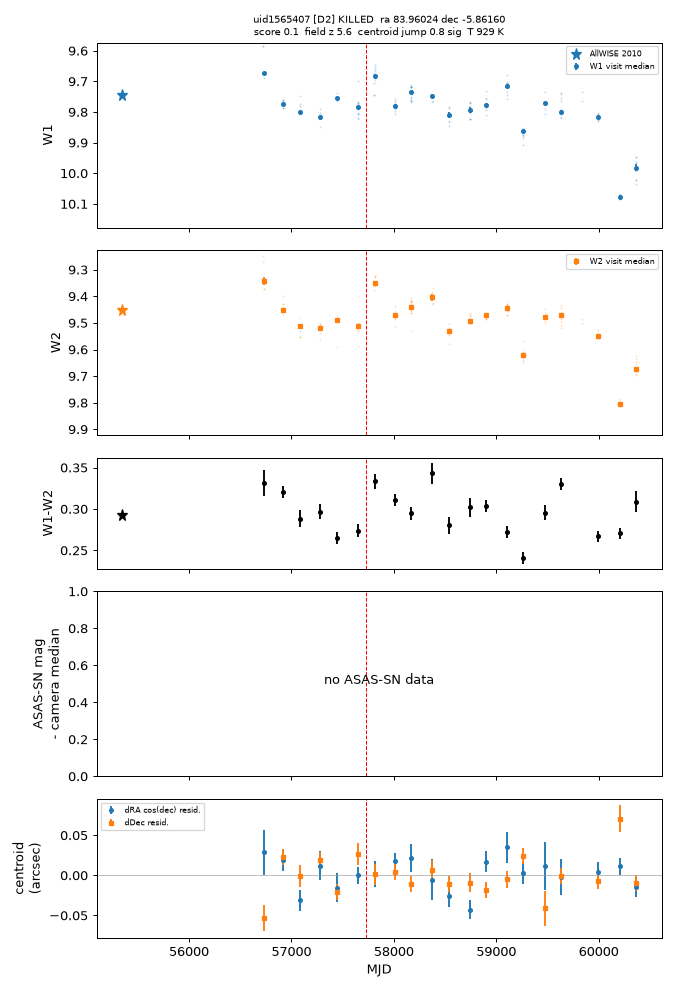 uid1565407 [D2] KILLED ra 83.96024 dec -5.86160
score 0.1 field z 5.6 centroid jump 0.8 sig T 929 K
W1
9.6
9.7
9.8
9.9
10.0
10.1
AllWISE 2010
W1 visit median
W2
9.3
9.4
9.5
9.6
9.7
9.8
9.9
W2 visit median
W1-W2
0.35
0.30
0.25
ASAS-SN mag
- camera median
1.0
0.8
0.6
0.4
0.2
0.0
no ASAS-SN data
centroid
(arcsec)
0.05
0.00
−0.05
dRA cos(dec) resid.
dDec resid.
56000
57000
58000
59000
60000
MJD